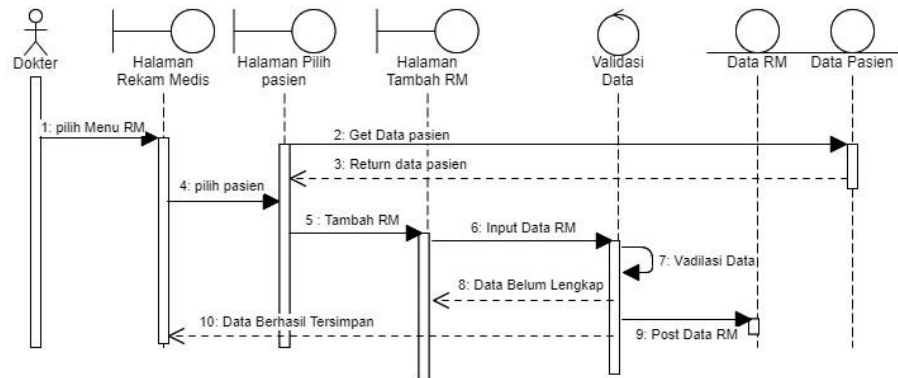 Dokter
Halaman
Rekam Medis
Halaman Pilih
pasien
Halaman
Tambah RM
Validasi
Data
Data RM
Data Pasien
1: pilih Menu RM
2: Get Data pasien
3: Return data pasien
4: pilih pasien
5 : Tambah RM
6: Input Data RM
7: Vadilasi Data
8: Data Belum Lengkap
9: Post Data RM
10: Data Berhasil Tersimpan